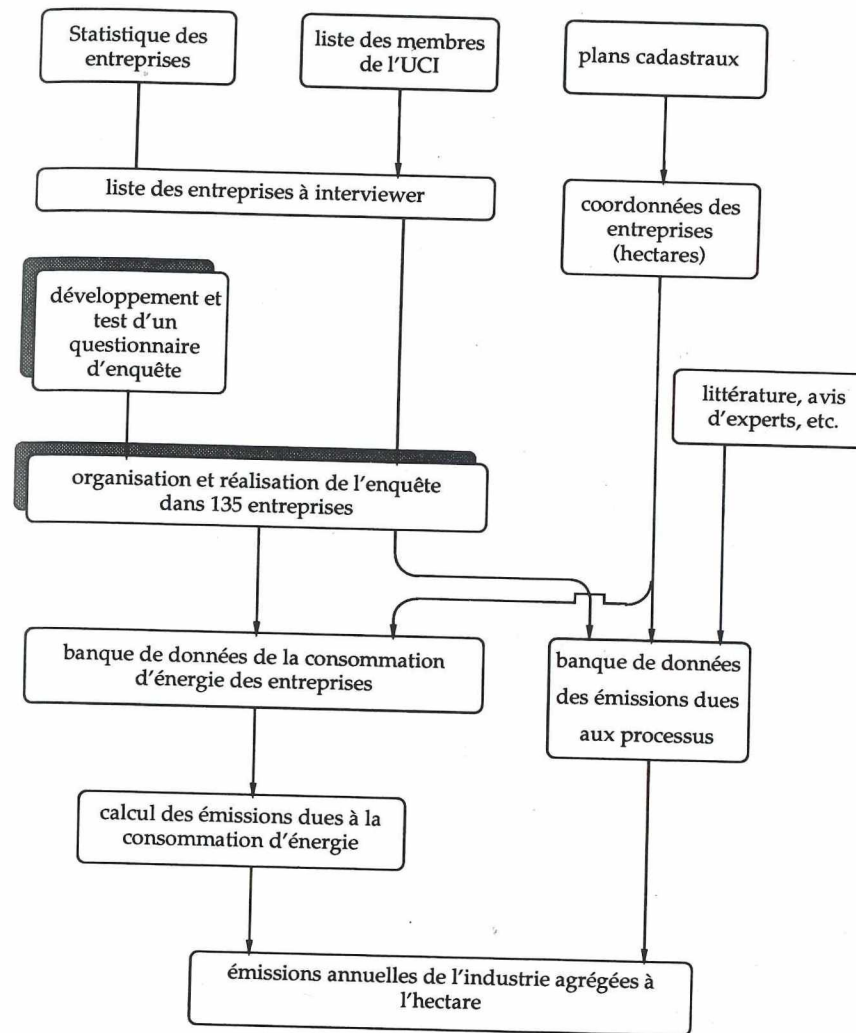 Statistique des
entreprises
liste des membres
de l'UCI
plans cadastraux
liste des entreprises à interviewer
coordonnées des
entreprises
(hectares)
développement et
test d'un
questionnaire
d'enquête
littérature, avis
d'experts, etc.
organisation et réalisation de l'enquête
dans 135 entreprises
banque de données de la consommation
d'énergie des entreprises
banque de données
des émissions dues
aux processus
calcul des émissions dues à la
consommation d'énergie
émissions annuelles de l'industrie agrégées à
l'hectare